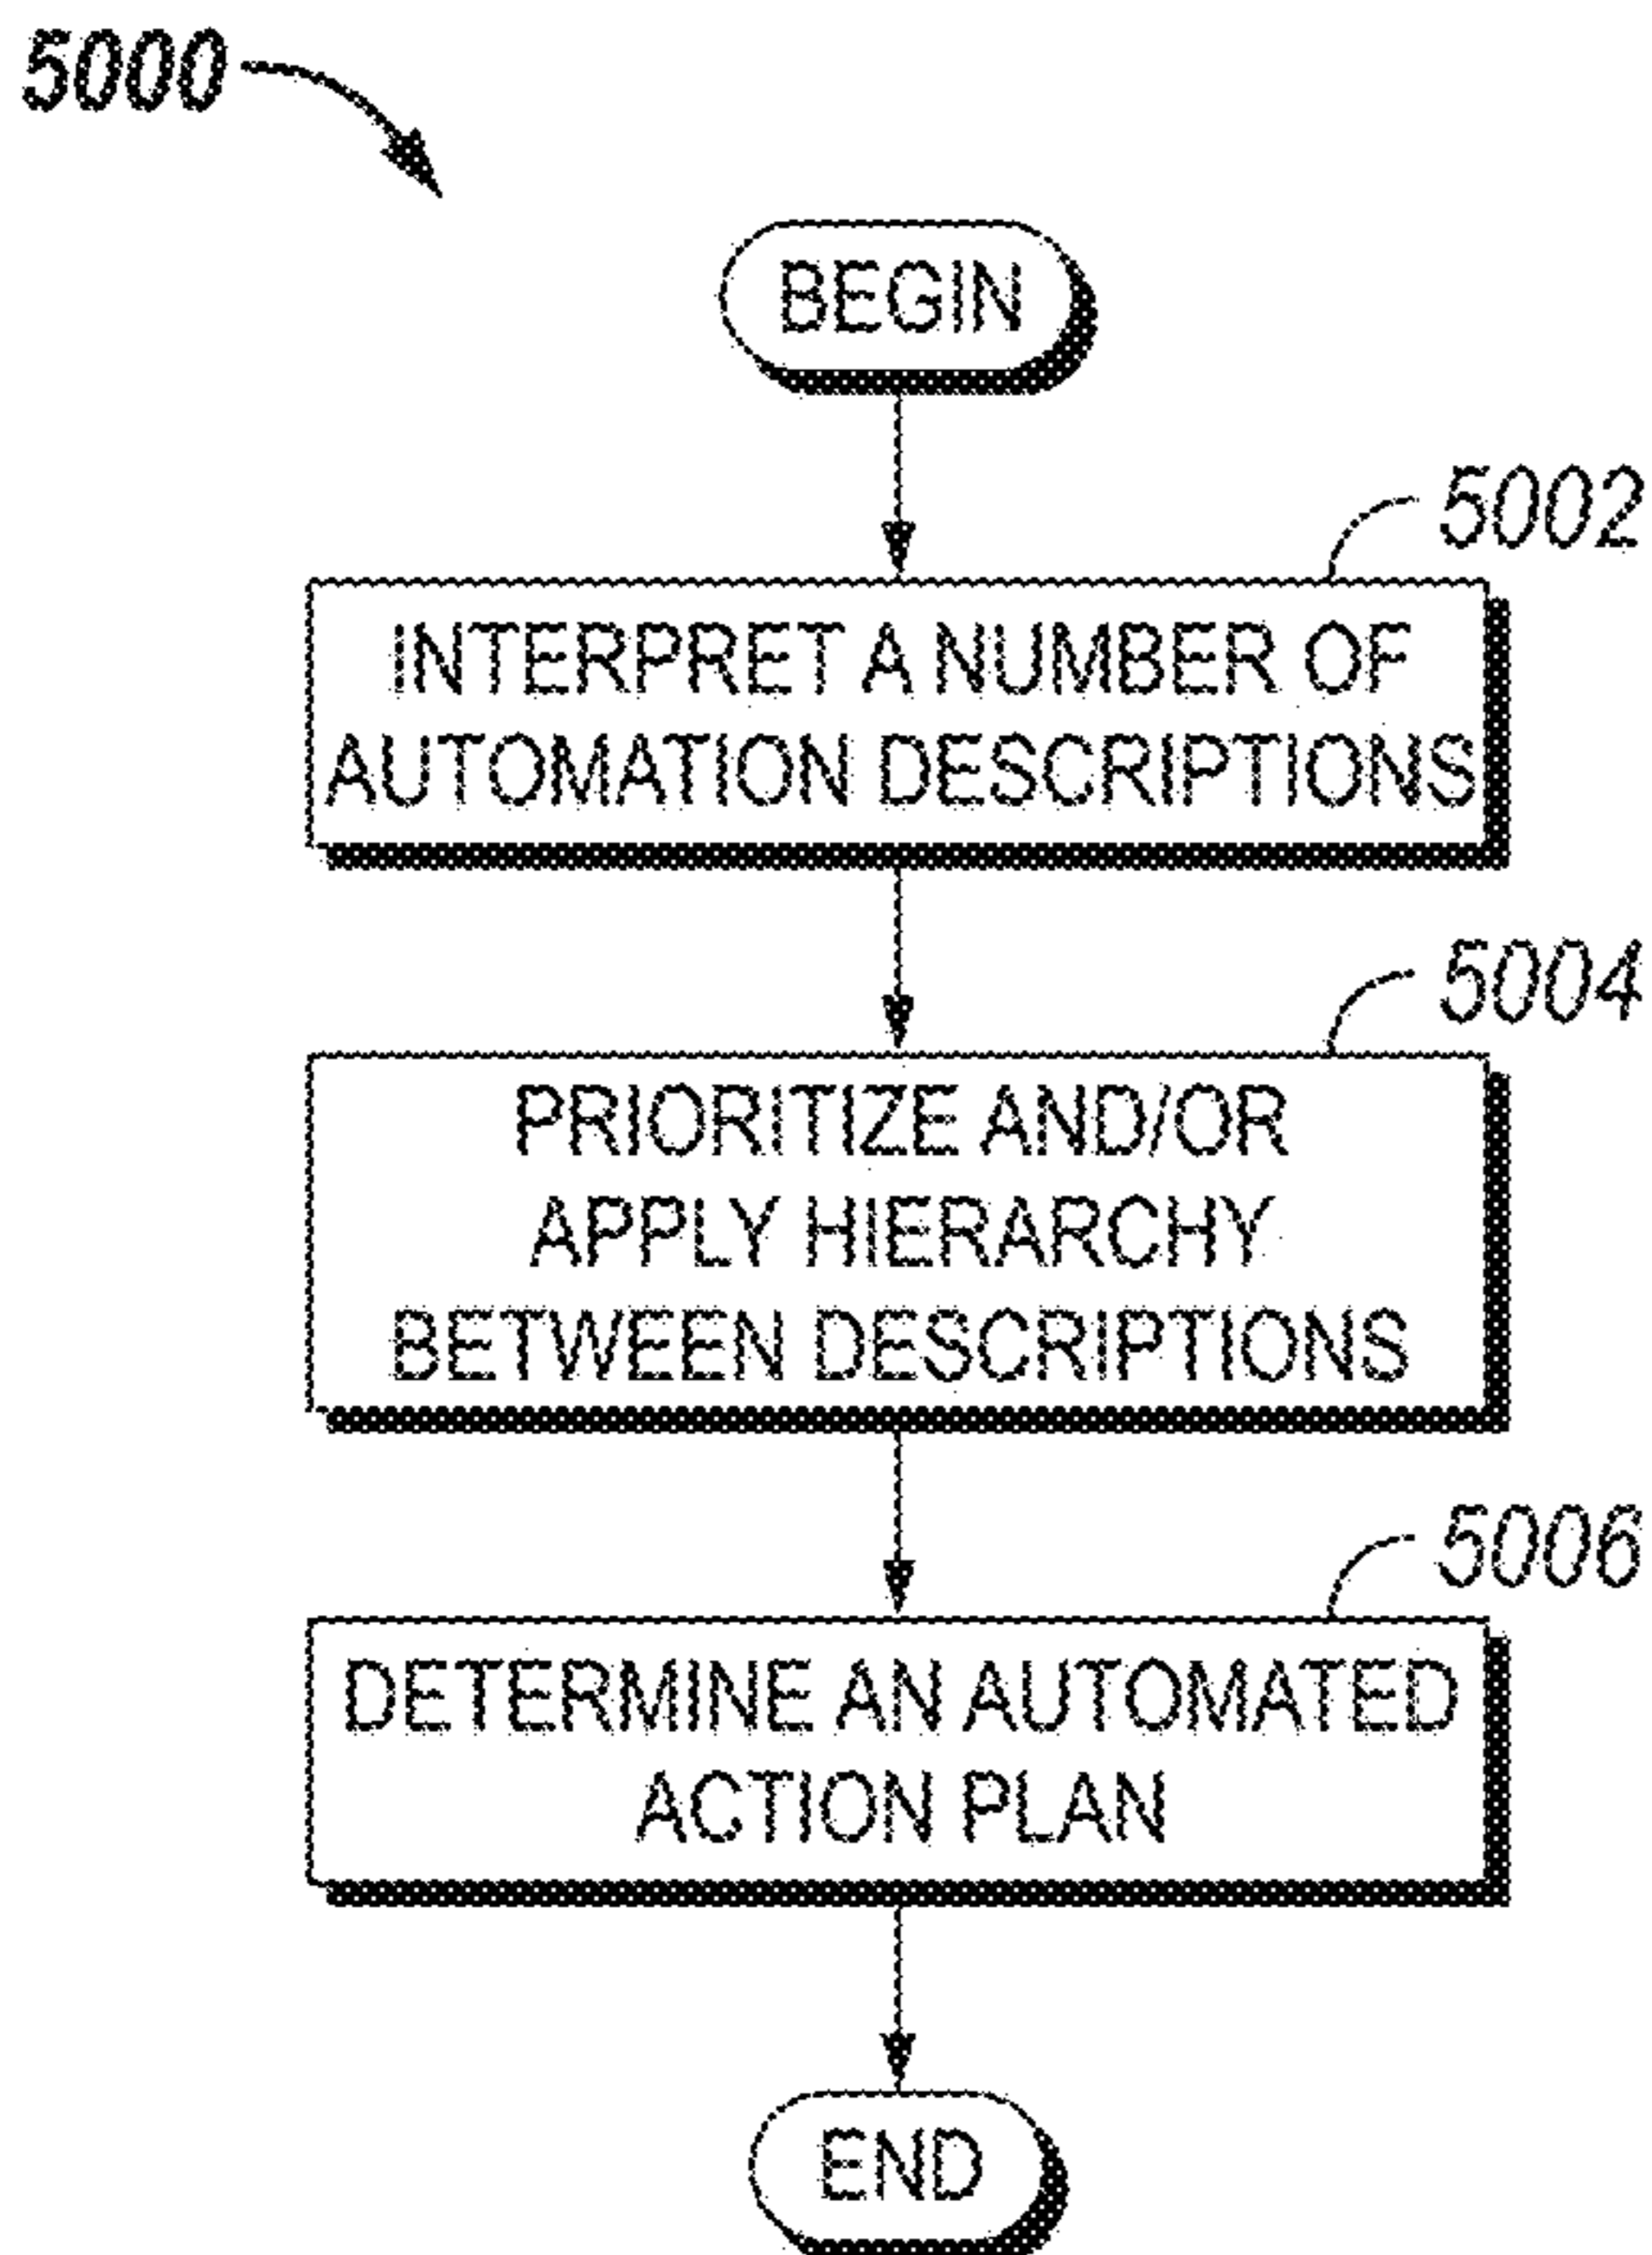 5000
BEGIN
5002
INTERPRET A NUMBER OF
AUTOMATION DESCRIPTIONS
5004
PRIORITIZE AND/OR
APPLY HIERARCHY
BETWEEN DESCRIPTIONS
5006
DETERMINE AN AUTOMATED
ACTION PLAN
END